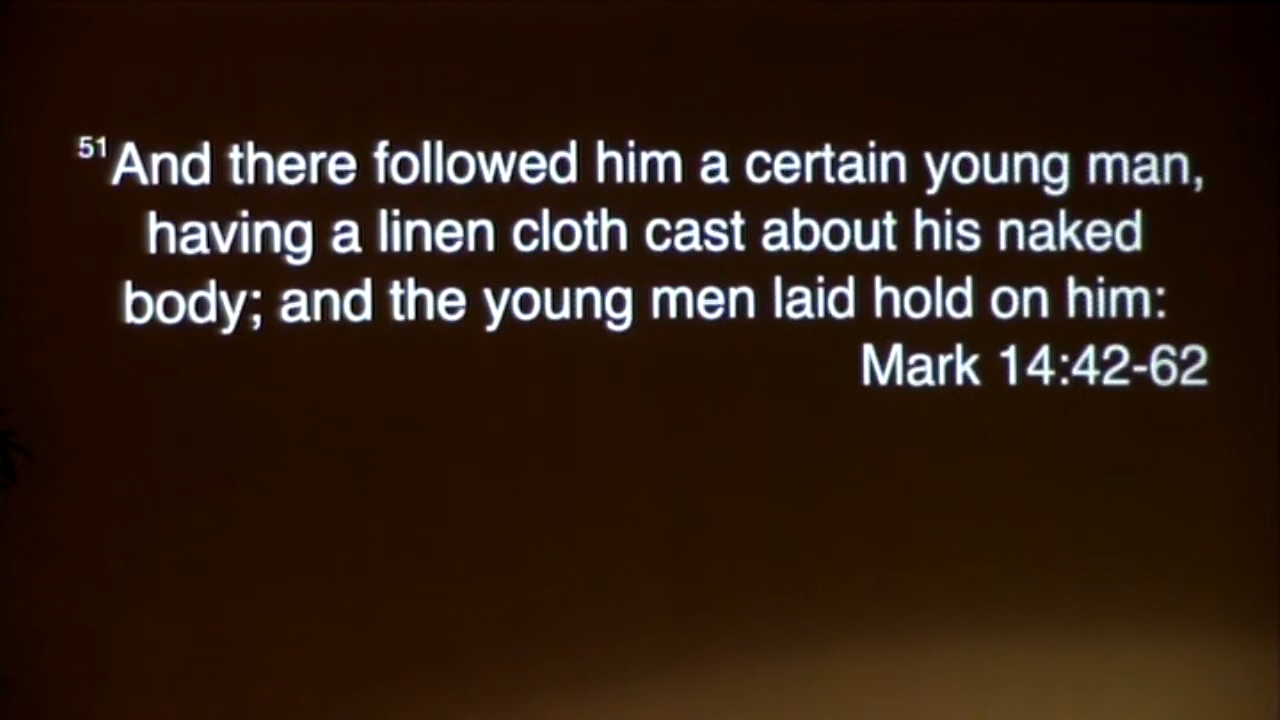 51And there followed him a certain young man,
having a linen cloth cast about his naked
body; and the young men laid hold on him:
Mark 14:42-62